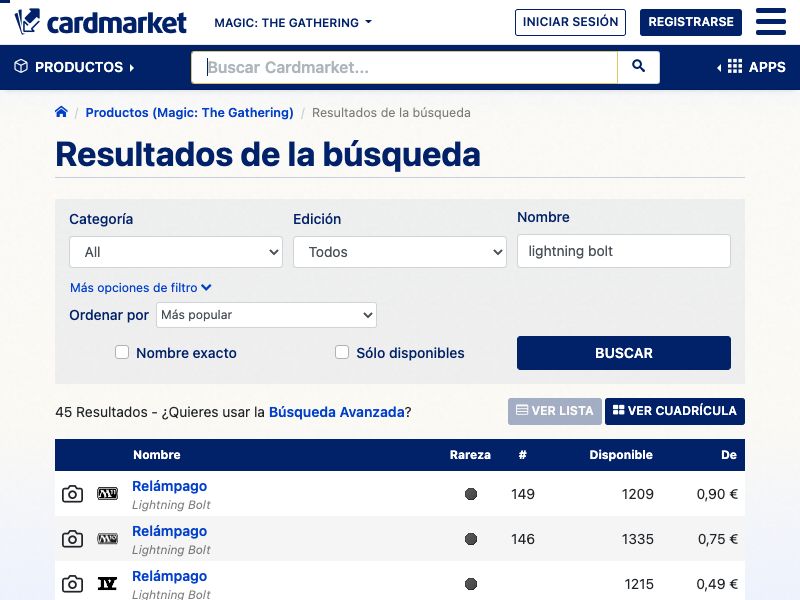 cardmarket
MAGIC: THE GATHERING
INICIAR SESIÓN
REGISTRARSE
PRODUCTOS
Buscar Cardmarket...
APPS
Productos (Magic: The Gathering) / Resultados de la búsqueda
Resultados de la búsqueda
Categoría
Edición
Nombre
All
Todos
lightning bolt
Más opciones de filtro
Ordenar por
Más popular
Nombre exacto
Sólo disponibles
BUSCAR
45 Resultados - ¿Quieres usar la Búsqueda Avanzada?
VER LISTA
VER CUADRÍCULA
Nombre Rareza # Disponible De
Relámpago
Lightning Bolt
149 1209 0,90 €
Relámpago
Lightning Bolt
146 1335 0,75 €
IV
Relámpago
Lightning Bolt
1215 0,49 €